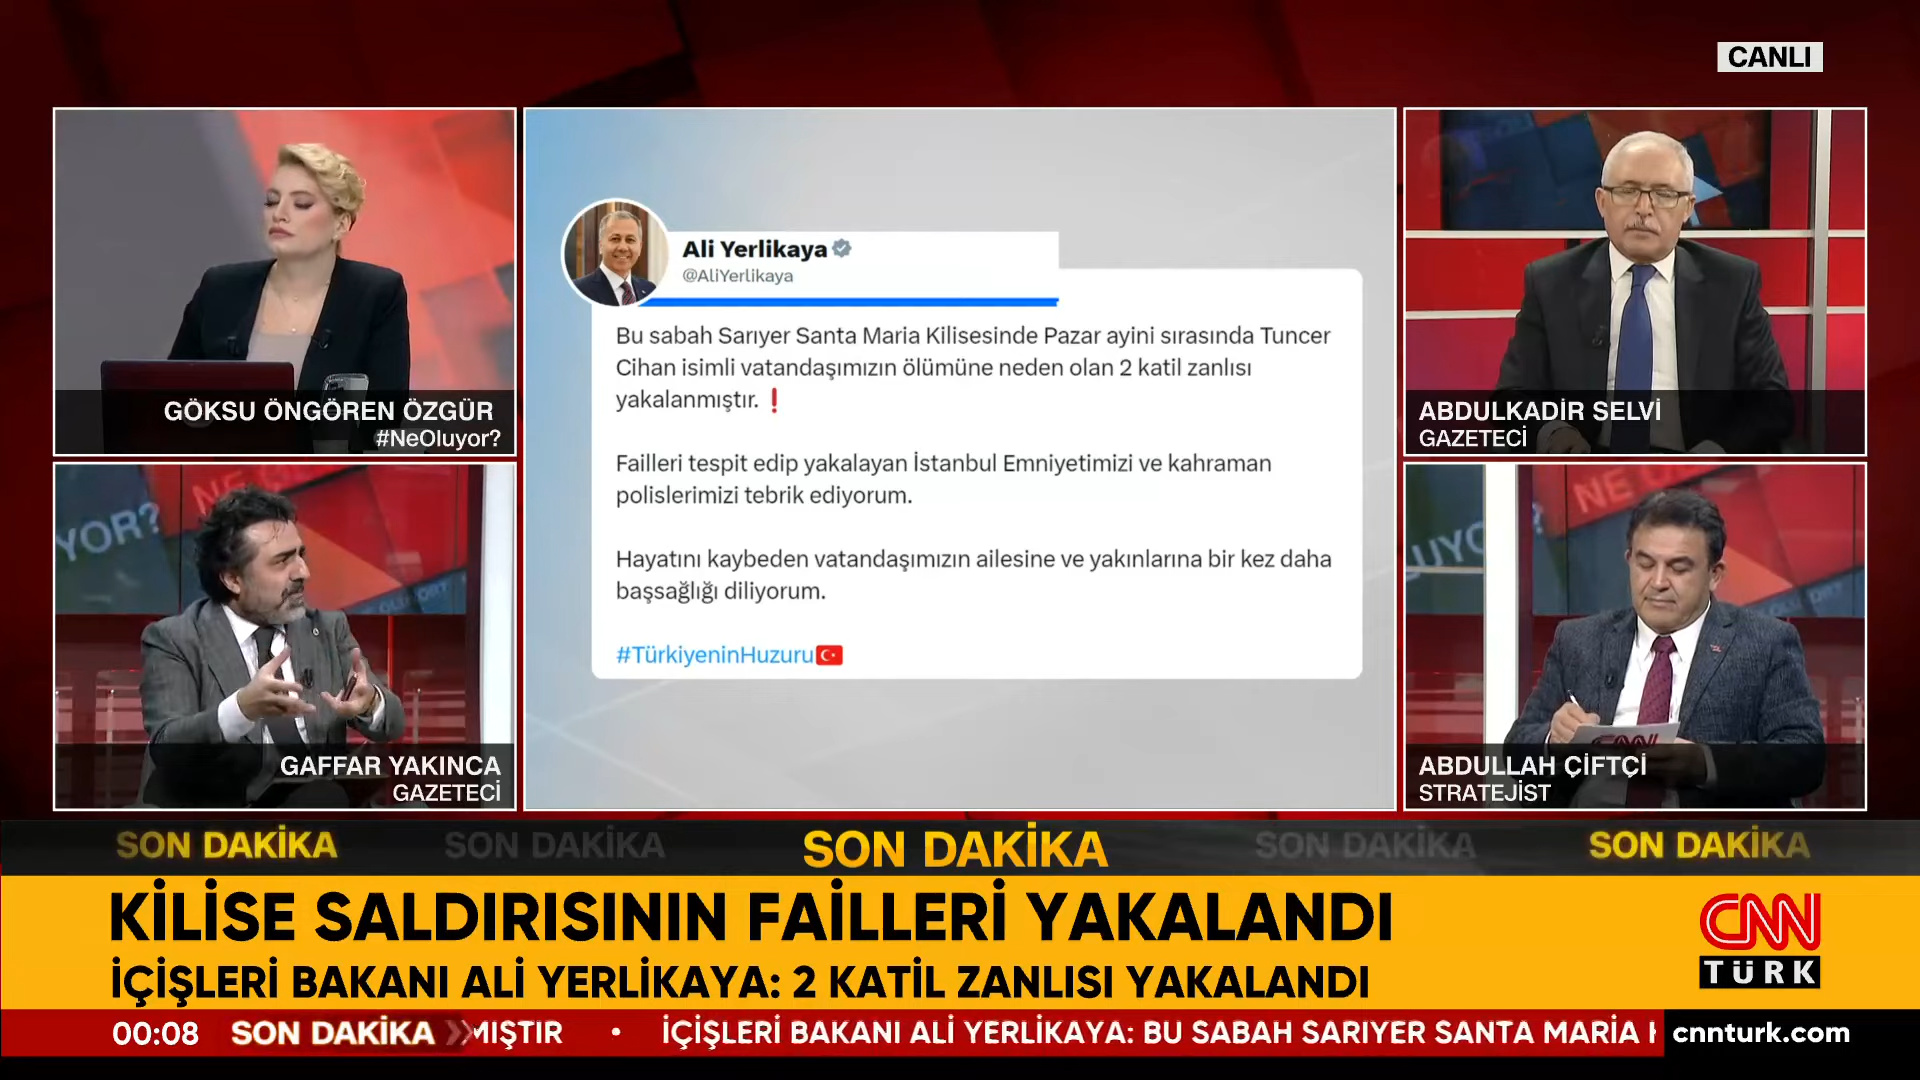 CANLI
GÖKSU ÖNGÖREN ÖZGÜR
#NeOluyor?
Ali Yerlikaya
@AliYerlikaya
Bu sabah Sarıyer Santa Maria Kilisesinde Pazar ayini sırasında Tuncer
Cihan isimli vatandaşımızın ölümüne neden olan 2 katil zanlısı
yakalanmıştır.❗
Failleri tespit edip yakalayan İstanbul Emniyetimizi ve kahraman
polislerimizi tebrik ediyorum.
Hayatını kaybeden vatandaşımızın ailesine ve yakınlarına bir kez daha
başsağlığı diliyorum.
#TürkiyeninHuzuru🇹🇷
ABDULKADİR SELVİ
GAZETECİ
YOR?
NE
GAFFAR YAKINCA
GAZETECİ
NE
CNN
ABDULLAH ÇİFTÇİ
STRATEJİST
SON DAKİKA SON DAKİKA SON DAKİKA SON DAKİKA SON DAKİKA
KİLİSE SALDIRISININ FAİLLERİ YAKALANDI
İÇİŞLERİ BAKANI ALİ YERLİKAYA: 2 KATİL ZANLISI YAKALANDI
CNN
TÜRK
00:08 SON DAKİKA MIŞTIR • İÇİŞLERİ BAKANI ALİ YERLİKAYA: BU SABAH SARIYER SANTA MARIA
cnnturk.com